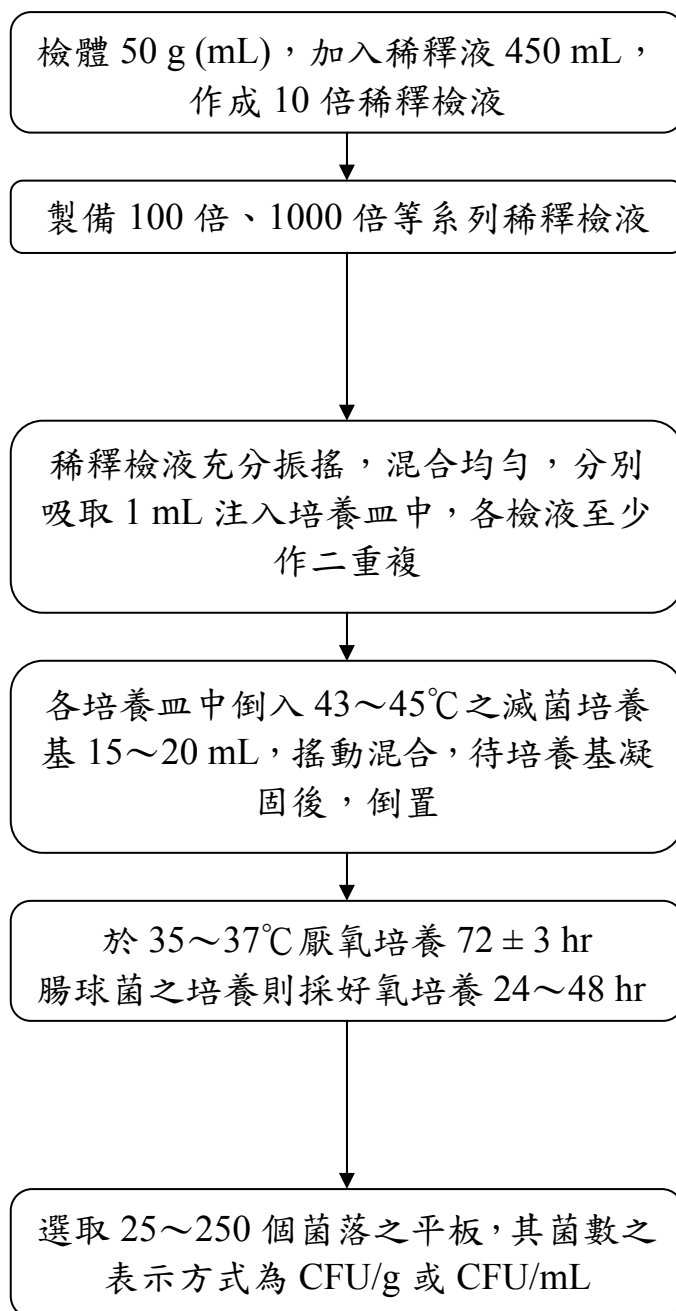 檢體 50 g (mL)，加入稀釋液 450 mL，
作成 10 倍稀釋檢液
製備 100 倍、1000 倍等系列稀釋檢液
稀釋檢液充分振搖，混合均勻，分別
吸取 1 mL 注入培養皿中，各檢液至少
作二重複
各培養皿中倒入 43～45℃之滅菌培養
基 15～20 mL，搖動混合，待培養基凝
固後，倒置
於 35～37℃厭氧培養 72 ± 3 hr
腸球菌之培養則採好氧培養 24～48 hr
選取 25～250 個菌落之平板，其菌數之
表示方式為 CFU/g 或 CFU/mL